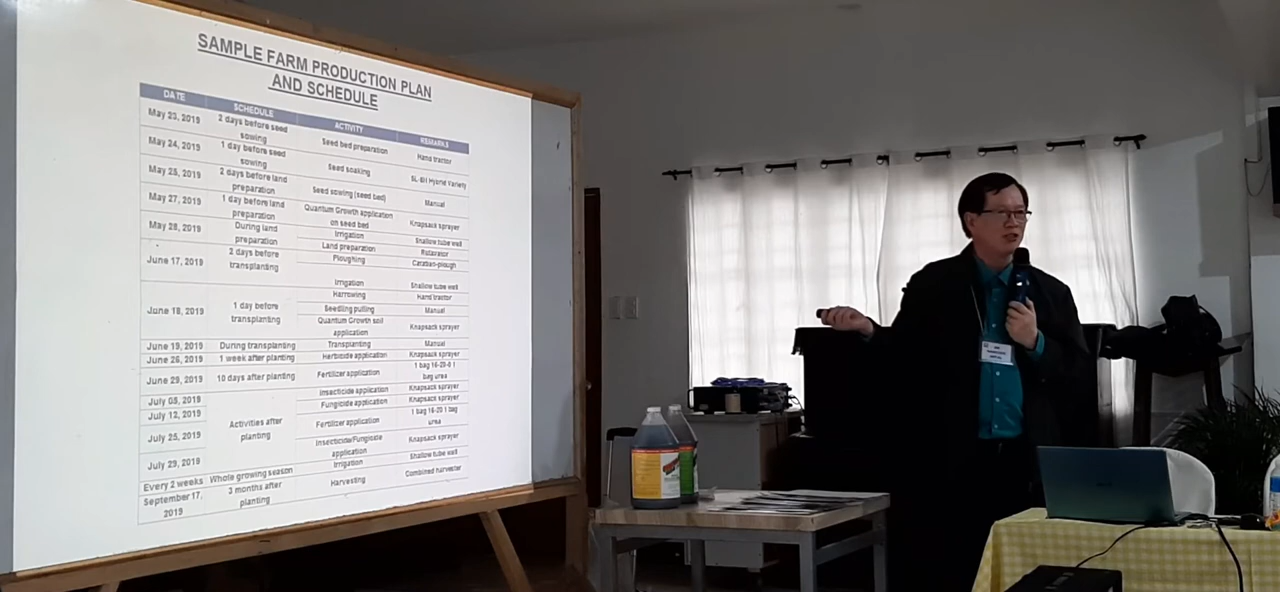 SAMPLE FARM PRODUCTION PLAN
AND SCHEDULE
DATE SCHEDULE ACTIVITY REMARKS
May 23, 2019 2 days before seed sowing Seed bed preparation Hand tractor
May 24, 2019 1 day before seed sowing Seed soaking SL-8H Hybrid Variety
May 25, 2019 2 days before land preparation Seed sowing (seed bed) Manual
May 27, 2019 1 day before land preparation Quantum Growth application on seed bed Knapsack sprayer
May 28, 2019 During land preparation Irrigation Shallow tube well
Land preparation Rotavator
June 17, 2019 2 days before transplanting Ploughing Caraban-plough
Irrigation Shallow tube well
June 18, 2019 1 day before transplanting Harrowing Hand tractor
Seedling pulling Manual
Quantum Growth soil application Knapsack sprayer
June 19, 2019 During transplanting Transplanting Manual
June 26, 2019 1 week after planting Herbicide application Knapsack sprayer
June 29, 2019 10 days after planting Fertilizer application 1 bag 16-20-0 1 bag urea
July 03, 2019 Activities after planting Insecticide application Knapsack sprayer
July 12, 2019 Fungicide application Knapsack sprayer
July 25, 2019 Fertilizer application 1 bag 16-20 1 bag urea
July 29, 2019 Insecticide/Fungicide application Knapsack sprayer
Every 2 weeks Whole growing season Irrigation Shallow tube well
September 17, 2019 3 months after planting Harvesting Combined harvester